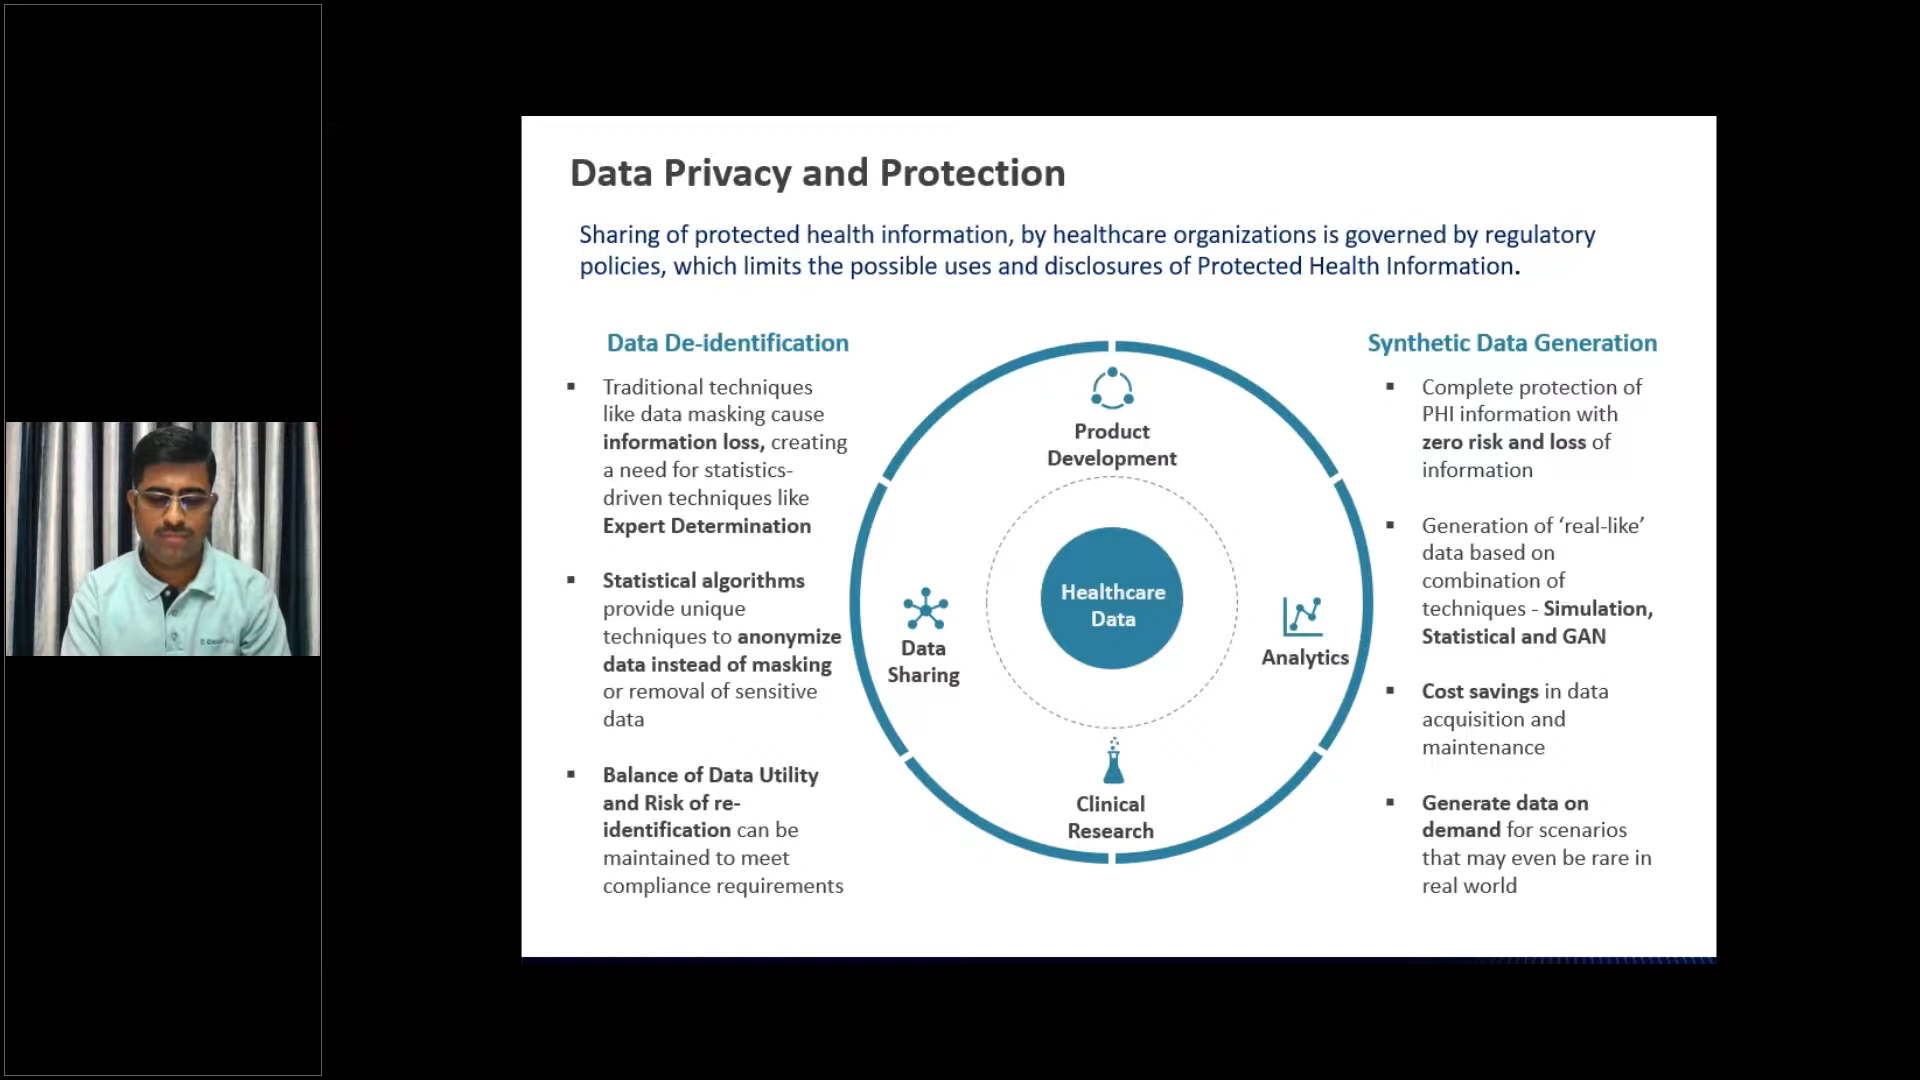 Data Privacy and Protection
Sharing of protected health information, by healthcare organizations is governed by regulatory
policies, which limits the possible uses and disclosures of Protected Health Information.
Data De-identification
▪ Traditional techniques
like data masking cause
information loss, creating
a need for statistics-
driven techniques like
Expert Determination
▪ Statistical algorithms
provide unique
techniques to anonymize
data instead of masking
or removal of sensitive
data
▪ Balance of Data Utility
and Risk of re-
identification can be
maintained to meet
compliance requirements
Product
Development
Healthcare
Data
Data
Sharing
Analytics
Clinical
Research
Synthetic Data Generation
▪ Complete protection of
PHI information with
zero risk and loss of
information
▪ Generation of ‘real-like’
data based on
combination of
techniques - Simulation,
Statistical and GAN
▪ Cost savings in data
acquisition and
maintenance
▪ Generate data on
demand for scenarios
that may even be rare in
real world